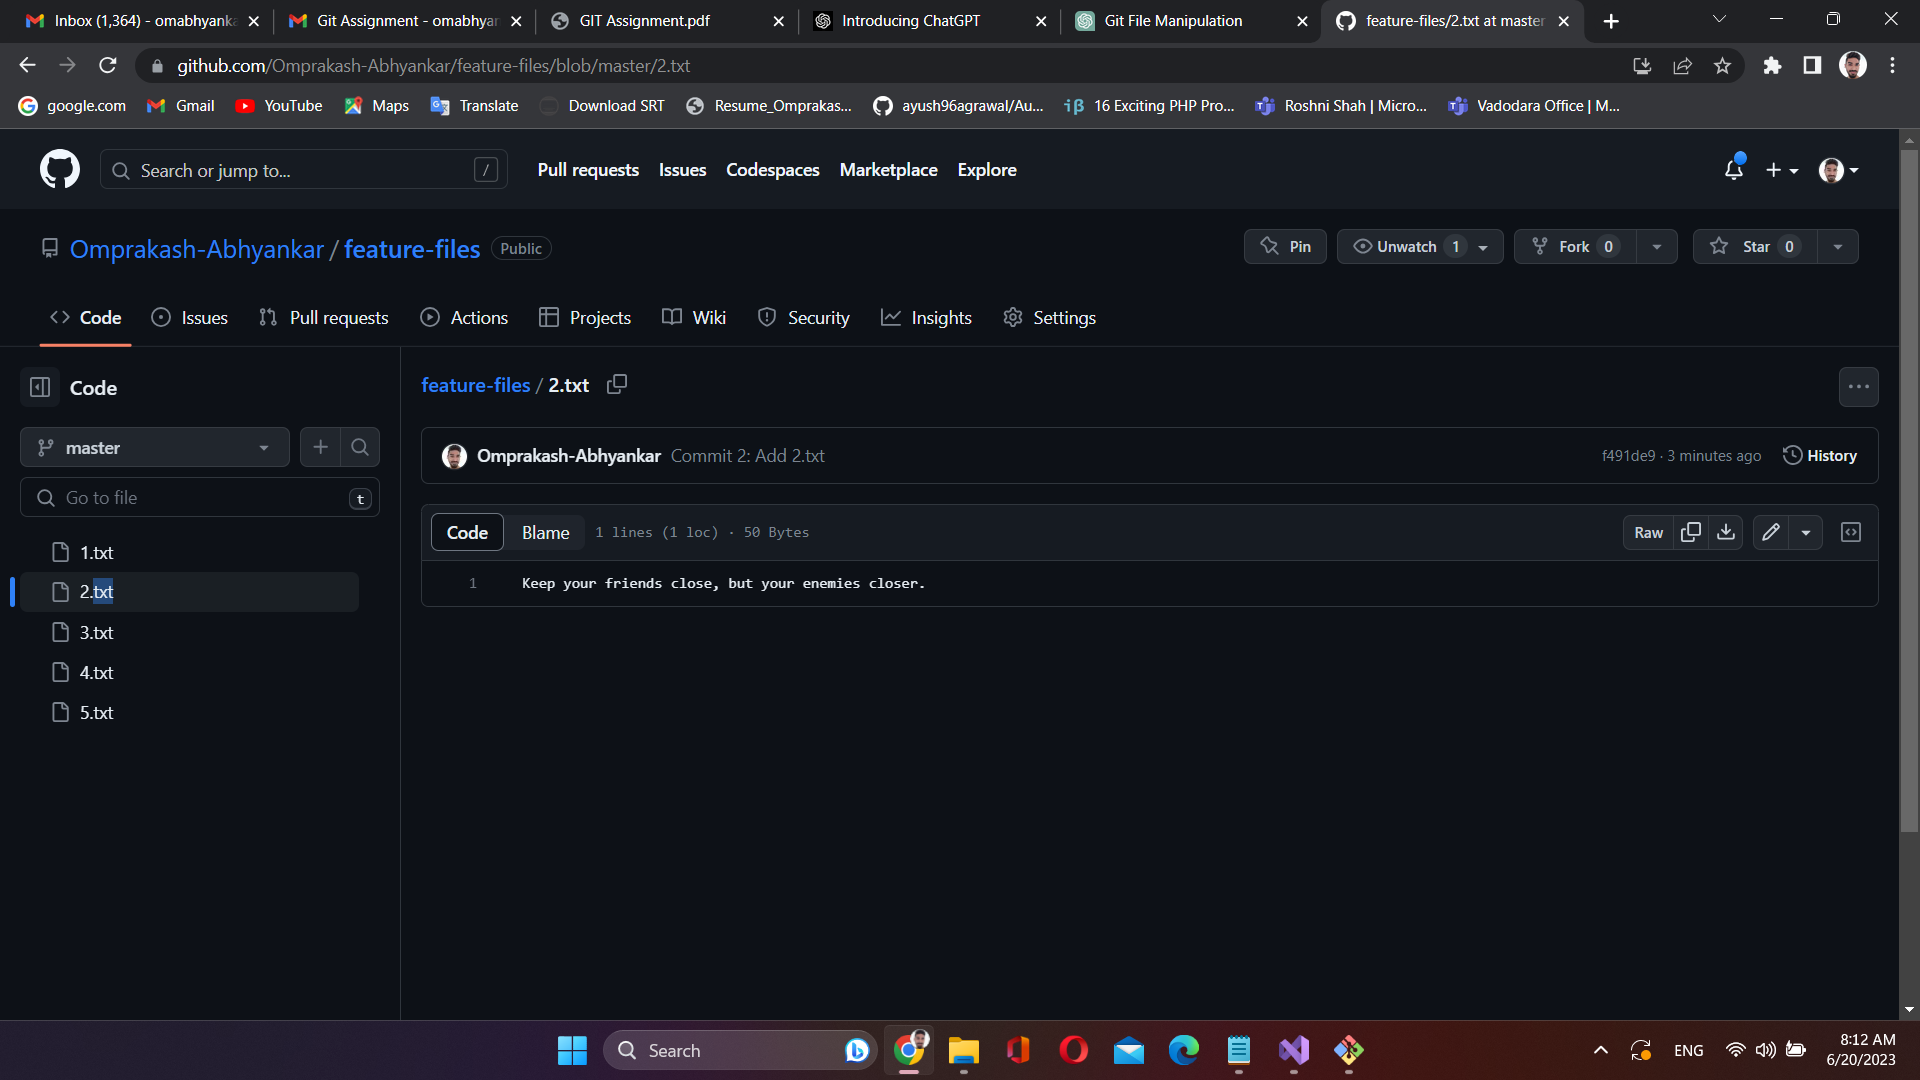 Inbox (1,364) - omabhyanka
Git Assignment - omabhyan
GIT Assignment.pdf
Introducing ChatGPT
Git File Manipulation
feature-files/2.txt at master
github.com/Omprakash-Abhyankar/feature-files/blob/master/2.txt
google.com
Gmail
YouTube
Maps
Translate
Download SRT
Resume_Omprakas...
ayush96agrawal/Au...
16 Exciting PHP Pro...
Roshni Shah | Micro...
Vadodara Office | M...
Search or jump to...
/
Pull requests
Issues
Codespaces
Marketplace
Explore
Omprakash-Abhyankar / feature-files
Public
Pin
Unwatch 1
Fork 0
Star 0
Code
Issues
Pull requests
Actions
Projects
Wiki
Security
Insights
Settings
Code
feature-files / 2.txt
master
Omprakash-Abhyankar Commit 2: Add 2.txt
f491de9 · 3 minutes ago
History
Go to file
t
Code
Blame
1 lines (1 loc) · 50 Bytes
Raw
1.txt
2.txt
3.txt
4.txt
5.txt
1 Keep your friends close, but your enemies closer.
Search
ENG
8:12 AM
6/20/2023